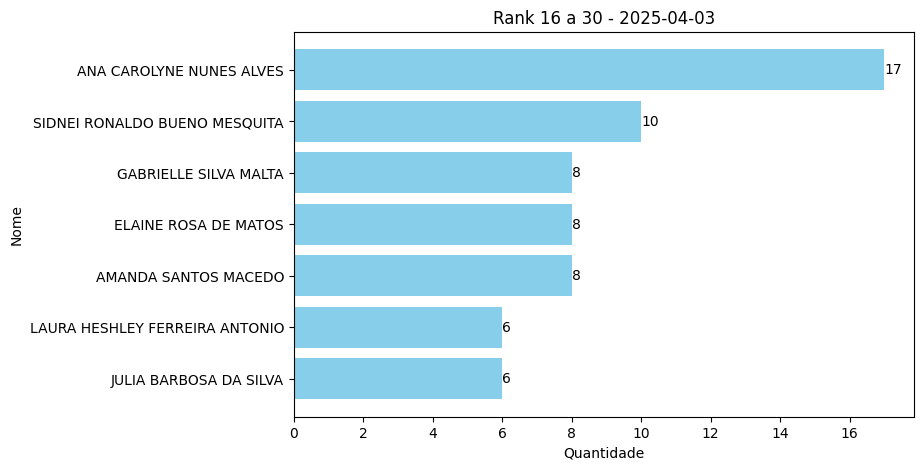 Rank 16 a 30 - 2025-04-03
ANA CAROLYNE NUNES ALVES
17
SIDNEI RONALDO BUENO MESQUITA
10
GABRIELLE SILVA MALTA
8
ELAINE ROSA DE MATOS
8
AMANDA SANTOS MACEDO
8
LAURA HESHLEY FERREIRA ANTONIO
6
JULIA BARBOSA DA SILVA
6
Nome
0 2 4 6 8 10 12 14 16
Quantidade